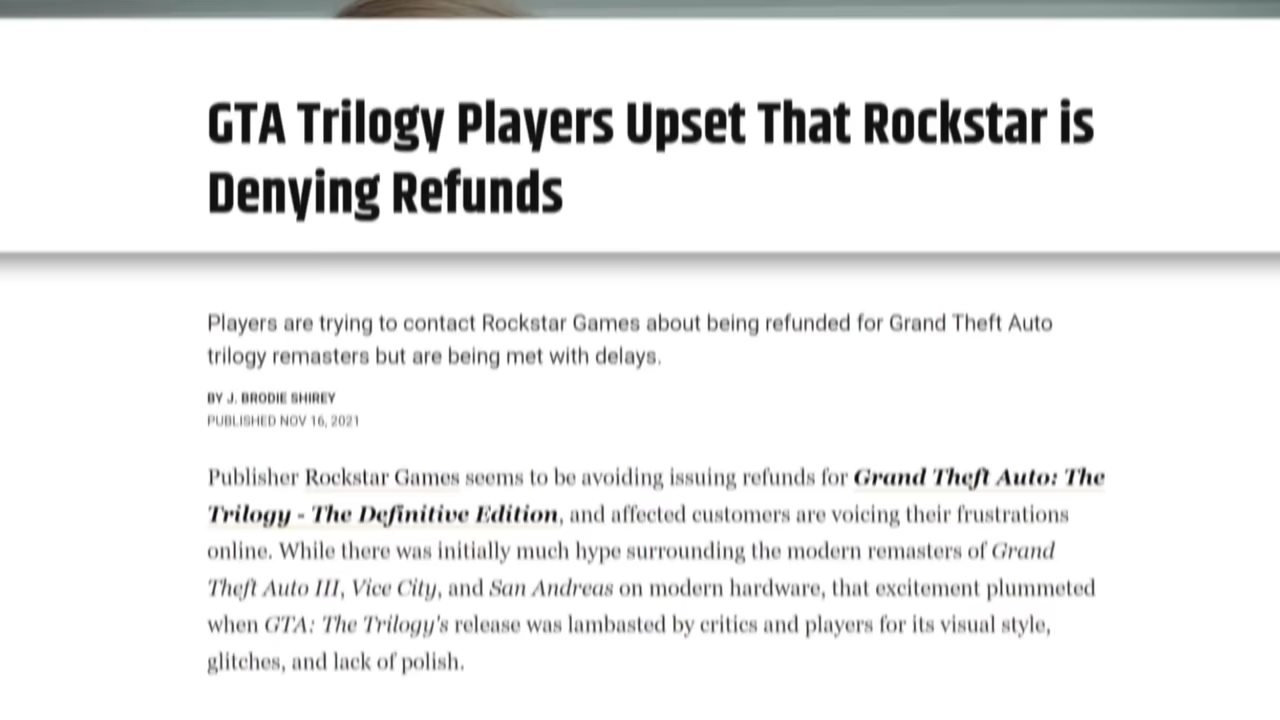 GTA Trilogy Players Upset That Rockstar is
Denying Refunds
Players are trying to contact Rockstar Games about being refunded for Grand Theft Auto
trilogy remasters but are being met with delays.
BY J. BRODIE SHIREY
PUBLISHED NOV 16, 2021
Publisher Rockstar Games seems to be avoiding issuing refunds for Grand Theft Auto: The
Trilogy - The Definitive Edition, and affected customers are voicing their frustrations
online. While there was initially much hype surrounding the modern remasters of Grand
Theft Auto III, Vice City, and San Andreas on modern hardware, that excitement plummeted
when GTA: The Trilogy's release was lambasted by critics and players for its visual style,
glitches, and lack of polish.